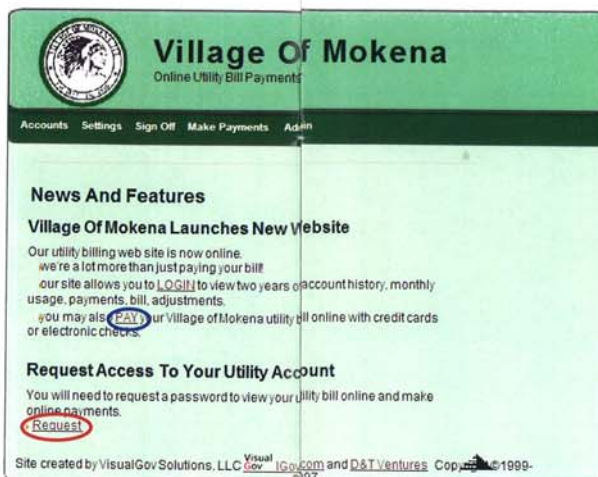 Village Of Mokena
Online Utility Bill Payments
Accounts Settings Sign Off Make Payments Admin
News And Features
Village Of Mokena Launches New Website
Our utility billing web site is now online.
we're a lot more than just paying your bill!
our site allows you to LOGIN to view two years of account history, monthly
usage, payments, bill, adjustments.
you may also PAY your Village of Mokena utility bill online with credit cards
or electronic checks.
Request Access To Your Utility Account
You will need to request a password to view your utility bill online and make
online payments.
Request
Site created by VisualGov Solutions, LLC Visual Gov IGov.com and D&T Ventures ©1999-